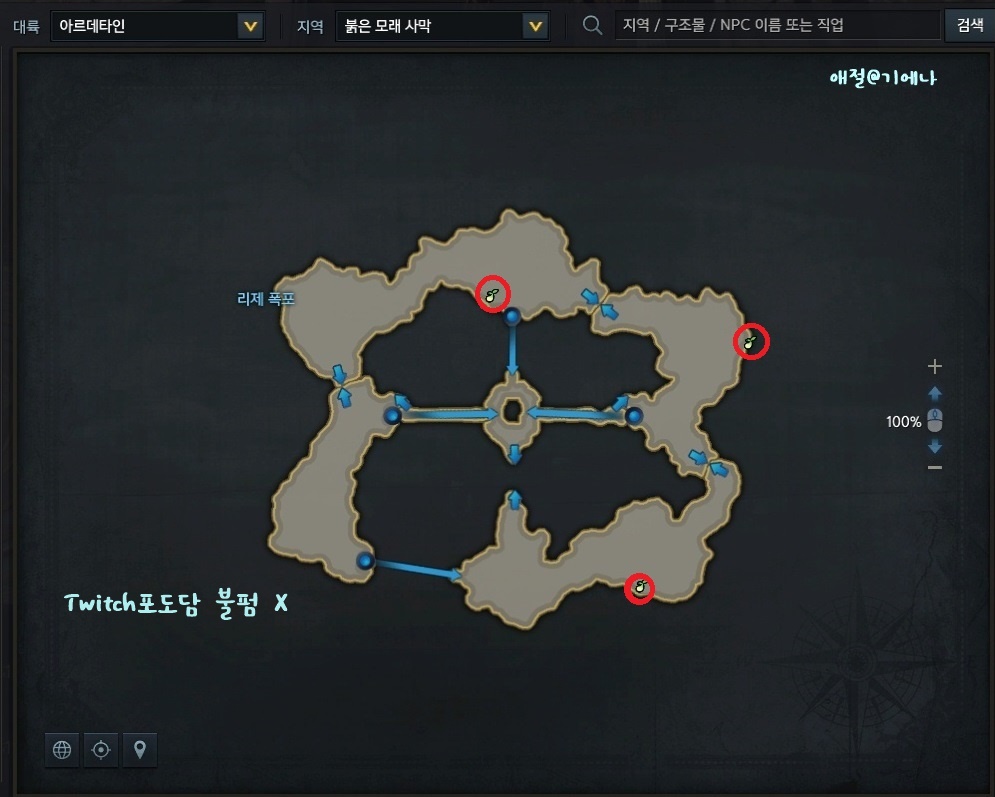 대륙 아르데타인 지역 붉은 모래 사막 지역 / 구조물 / NPC 이름 또는 직업 검색
애절@기에나
리제 폭포
100%
Twitch포도담 불펌 X